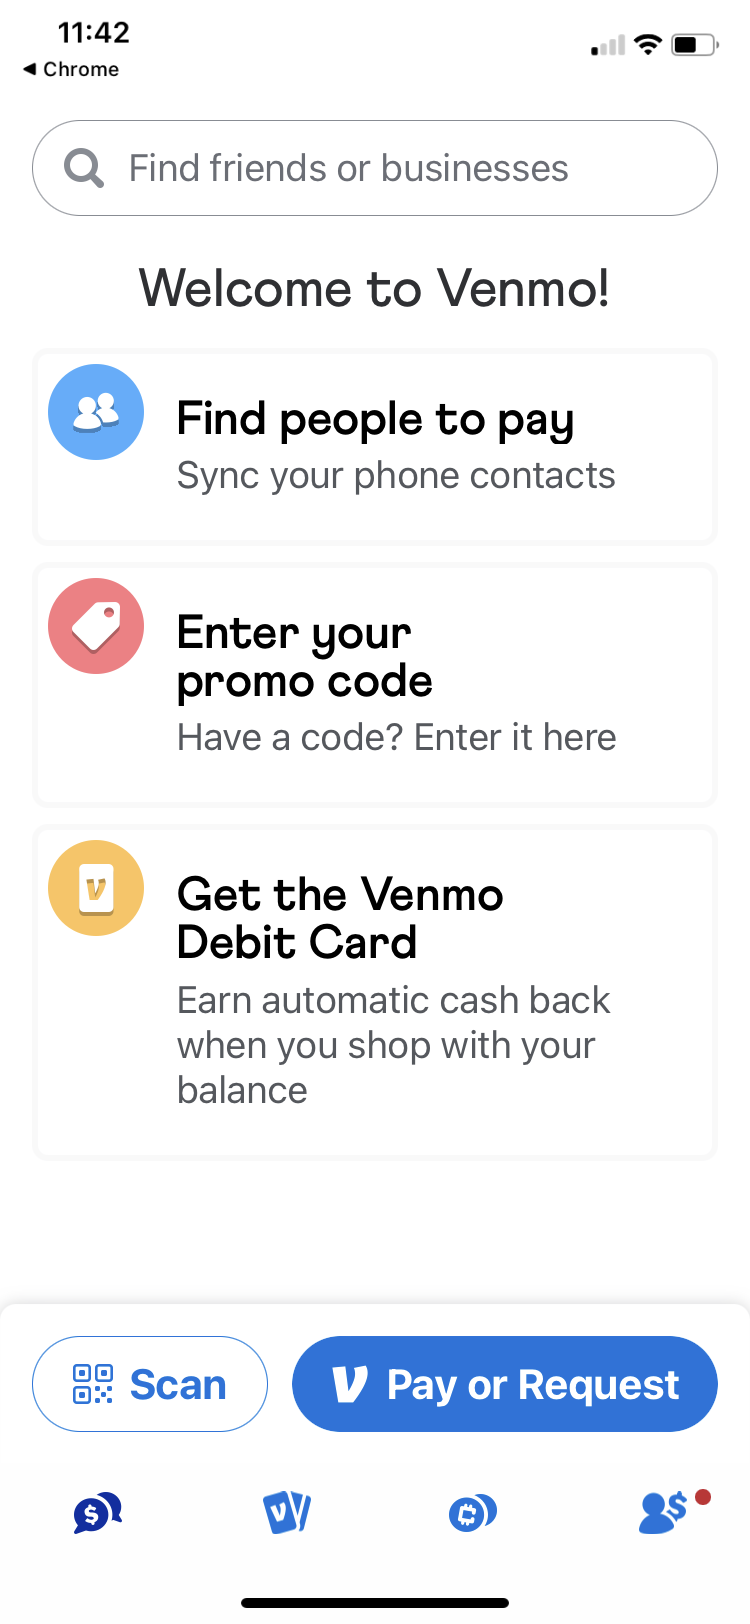 11:42
◀ Chrome
Find friends or businesses
Welcome to Venmo!
Find people to pay
Sync your phone contacts
Enter your
promo code
Have a code? Enter it here
Get the Venmo
Debit Card
Earn automatic cash back
when you shop with your
balance
Scan
Pay or Request